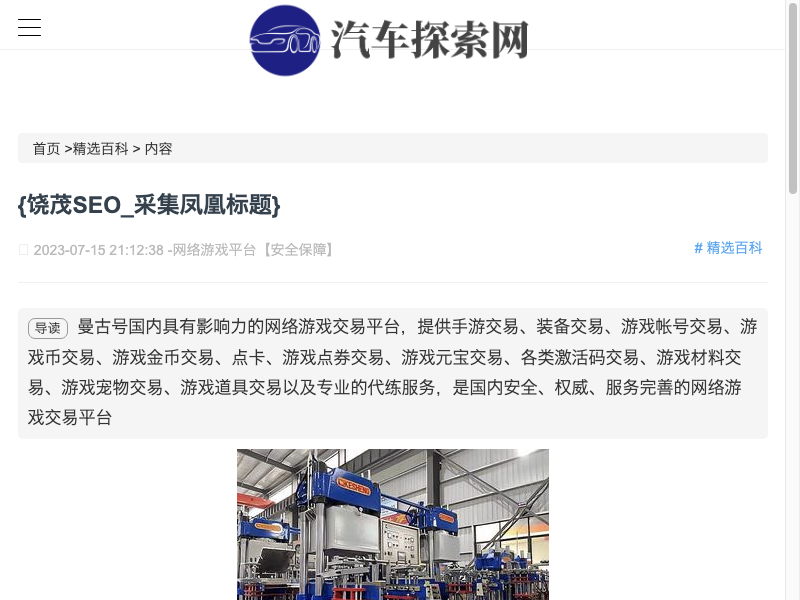 汽车探索网
首页 >精选百科 > 内容
{饶茂SEO_采集凤凰标题}
2023-07-15 21:12:38 -网络游戏平台【安全保障】
# 精选百科
导读 曼古号国内具有影响力的网络游戏交易平台，提供手游交易、装备交易、游戏帐号交易、游
戏币交易、游戏金币交易、点卡、游戏点券交易、游戏元宝交易、各类激活码交易、游戏材料交
易、游戏宠物交易、游戏道具交易以及专业的代练服务，是国内安全、权威、服务完善的网络游
戏交易平台